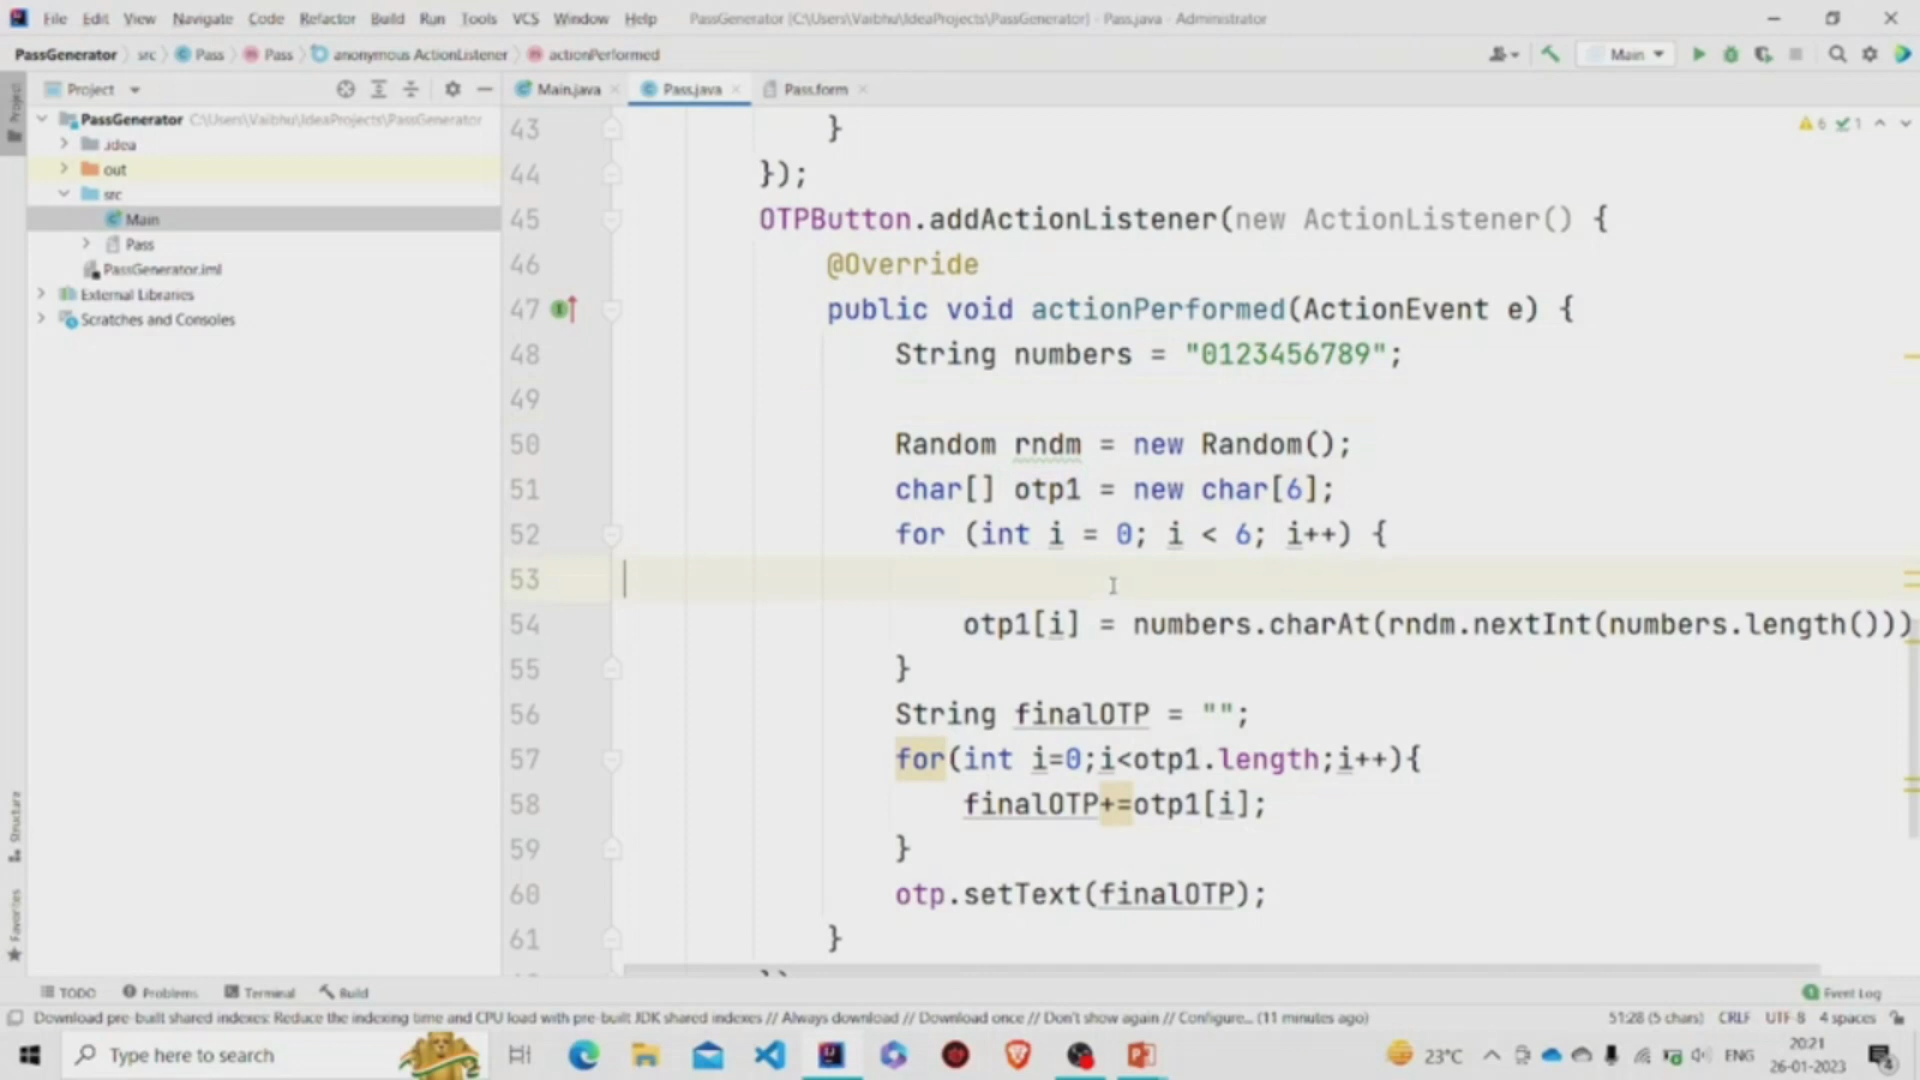 File Edit View Navigate Code Refactor Build Run Tools VCS Window Help PassGenerator [C:\Users\Vaibhu\IdeaProjects\PassGenerator] - Pass.java - Administrator
PassGenerator src Pass Pass anonymous ActionListener actionPerformed Main
Project Main.java Pass.java Pass.form
Project
PassGenerator C:\Users\Vaibhu\IdeaProjects\PassGenerator
.idea
out
src
Main
Pass
PassGenerator.iml
External Libraries
Scratches and Consoles
6 1
43 }
44 });
45 OTPButton.addActionListener(new ActionListener() {
46 @Override
47 public void actionPerformed(ActionEvent e) {
48 String numbers = "0123456789";
49
50 Random rndm = new Random();
51 char[] otp1 = new char[6];
52 for (int i = 0; i < 6; i++) {
53
54 otp1[i] = numbers.charAt(rndm.nextInt(numbers.length()))
55 }
56 String finalOTP = "";
57 for(int i=0;i<otp1.length;i++){
58 finalOTP+=otp1[i];
59 }
60 otp.setText(finalOTP);
61 }
Structure
Favorites
TODO Problems Terminal Build Event Log
Download pre-built shared indexes: Reduce the indexing time and CPU load with pre-built JDK shared indexes // Always download // Download once // Don't show again // Configure... (11 minutes ago) 51:28 (5 chars) CRLF UTF-8 4 spaces
Type here to search 23°C ENG 20:21
26-01-2023 4